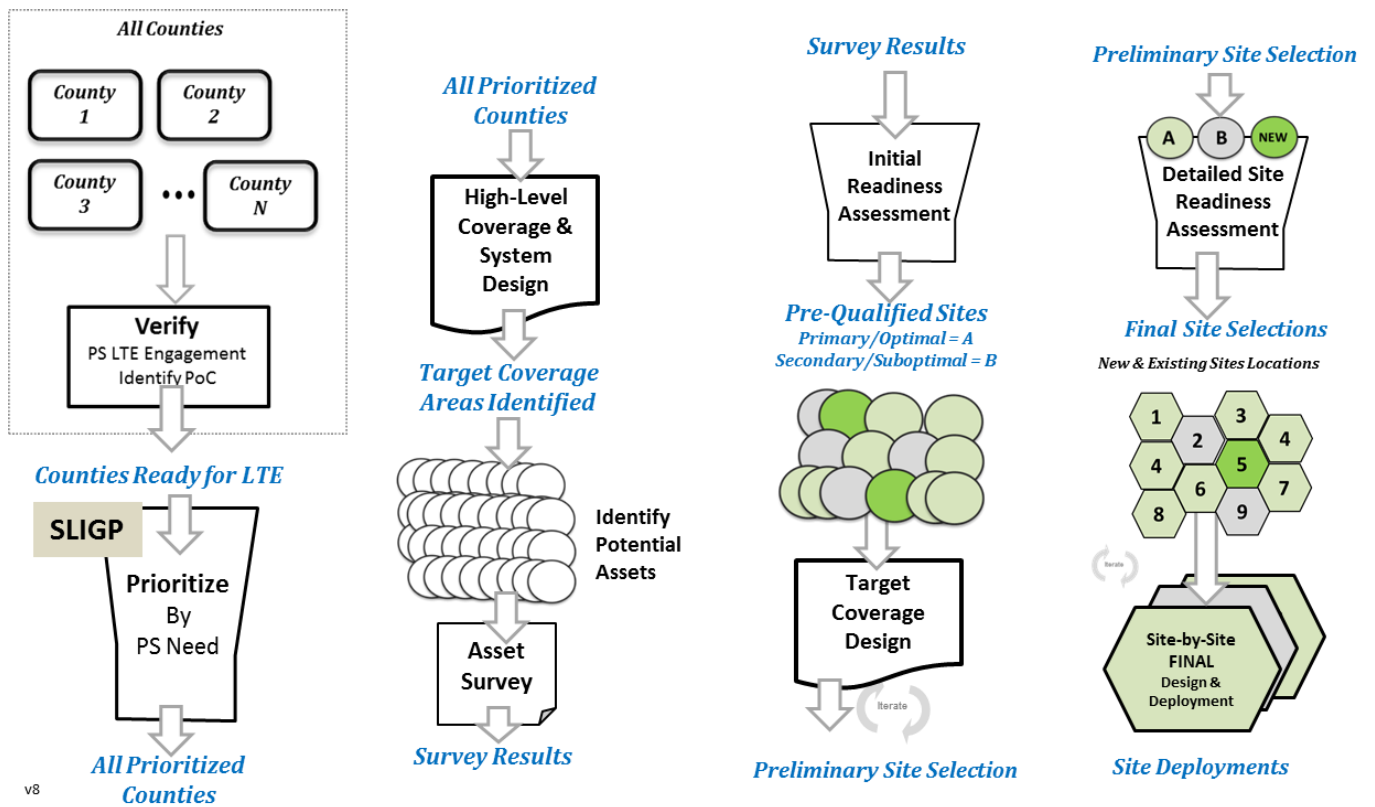 All Counties
County
1
County
2
County
3
•••
County
N
Verify
PS LTE Engagement
Identify PoC
Counties Ready for LTE
SLIGP
Prioritize
By
PS Need
All Prioritized
Counties
v8
All Prioritized
Counties
High-Level
Coverage &
System
Design
Target Coverage
Areas Identified
Identify
Potential
Assets
Asset
Survey
Survey Results
Survey Results
Initial
Readiness
Assessment
Pre-Qualified Sites
Primary/Optimal = A
Secondary/Suboptimal = B
Target
Coverage
Design
Iterate
Preliminary Site Selection
Preliminary Site Selection
A B NEW
Detailed Site
Readiness
Assessment
Final Site Selections
New & Existing Sites Locations
1
3
2
4
4
5
6
7
8
9
Iterate
Site-by-Site
FINAL
Design &
Deployment
Site Deployments